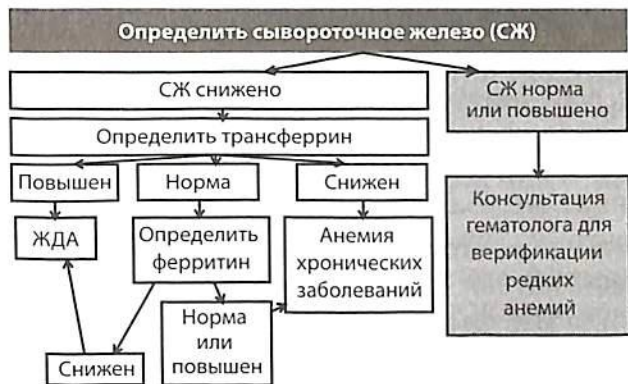 Определить сывороточное железо (СЖ)
СЖ снижено
СЖ норма
или повышено
Определить трансферрин
Повышен
Норма
Снижен
ЖДА
Определить
ферритин
Анемия
хронических
заболеваний
Консультация
гематолога для
верификации
редких
анемий
Снижен
Норма
или
повышен